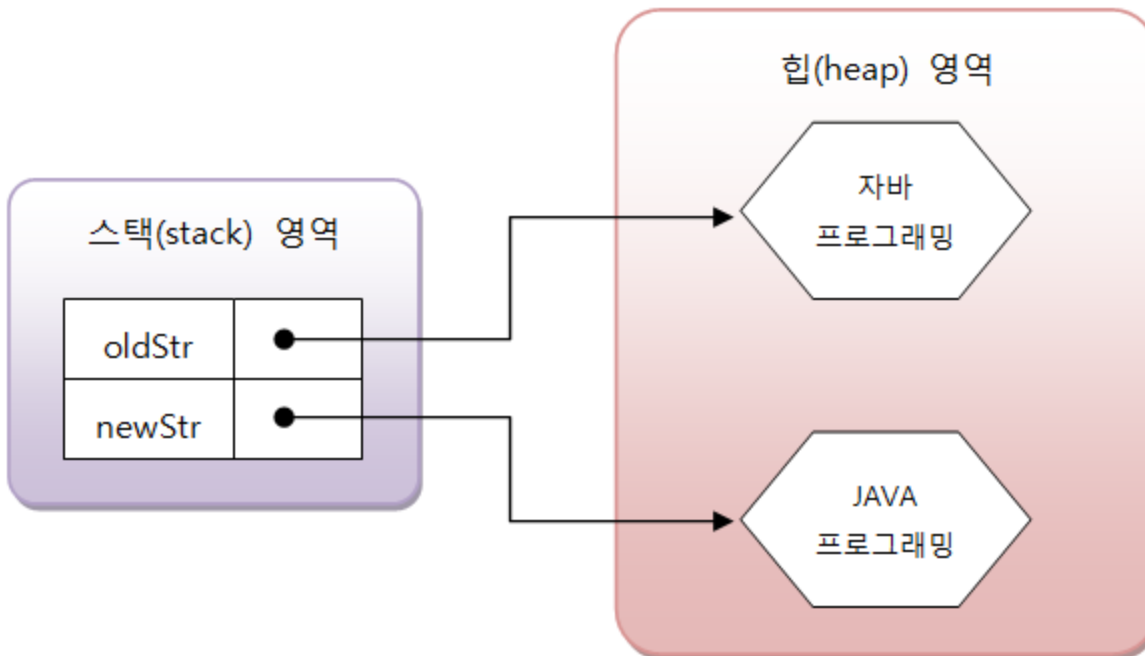 힙(heap) 영역
자바
프로그래밍
스택(stack) 영역
oldStr
newStr
JAVA
프로그래밍